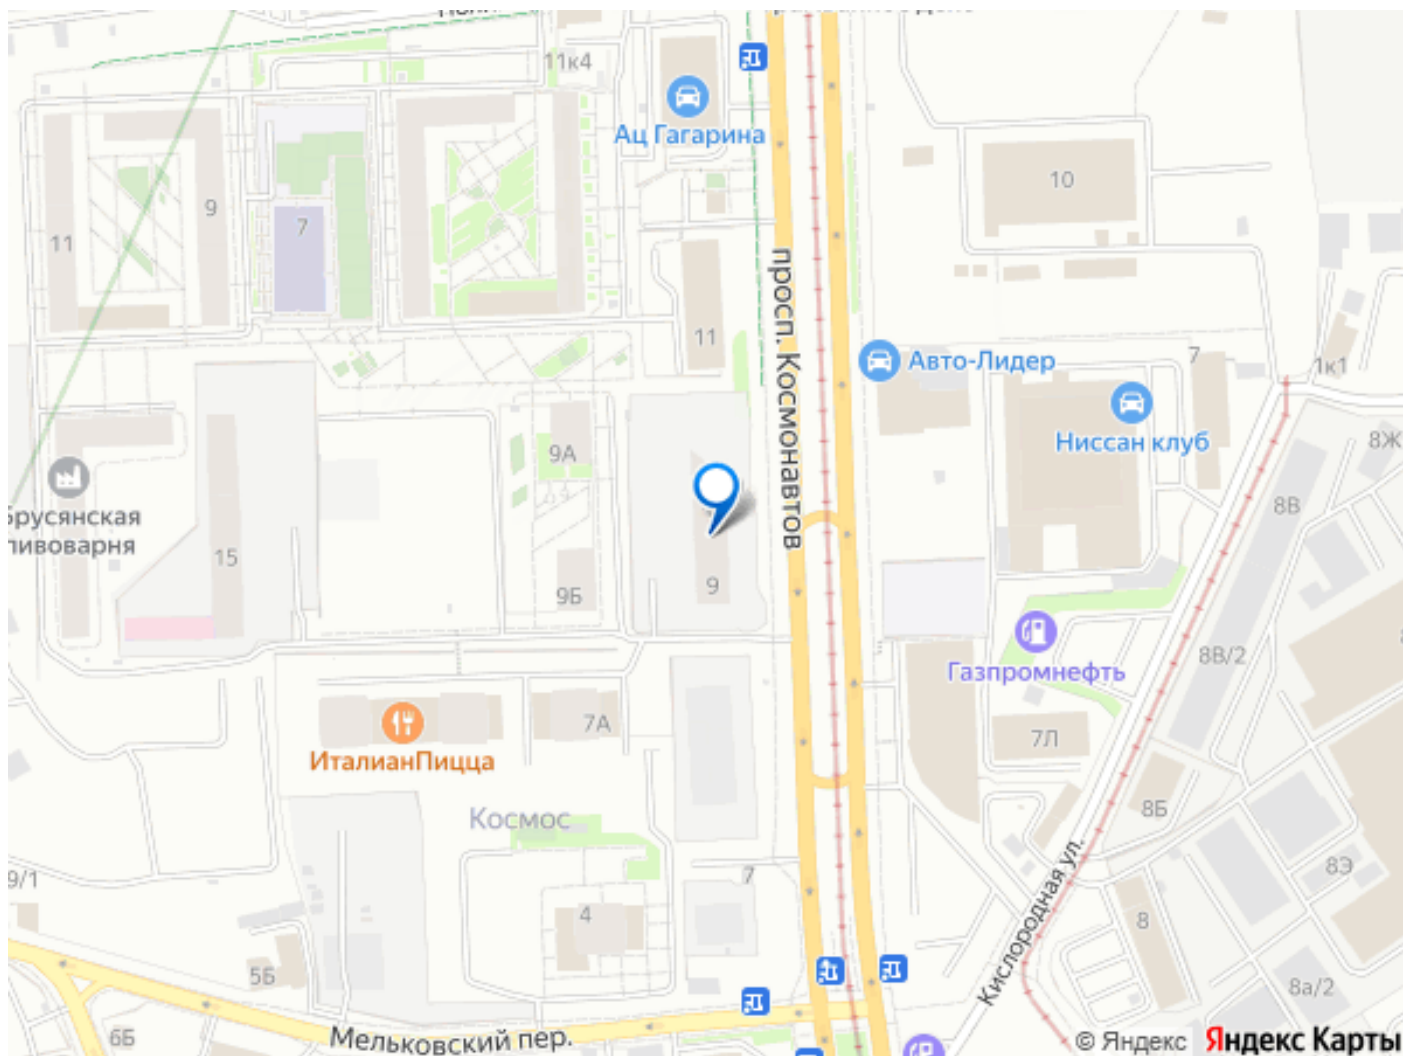 11к4
Ац Гагарина
10
9
7
11
просп. Космонавтов
11
Авто-Лидер
7
1к1
Ниссан клуб
8Ж
9А
8В
15
9Б
9
8В/2
Газпромнефть
7А
7Л
ИталианПицца
8Б
Космос
8Э
7
9/1
4
8
Кислородная ул.
5Б
8а/2
6Б
Мельковский пер.
© Яндекс Яндекс Карты